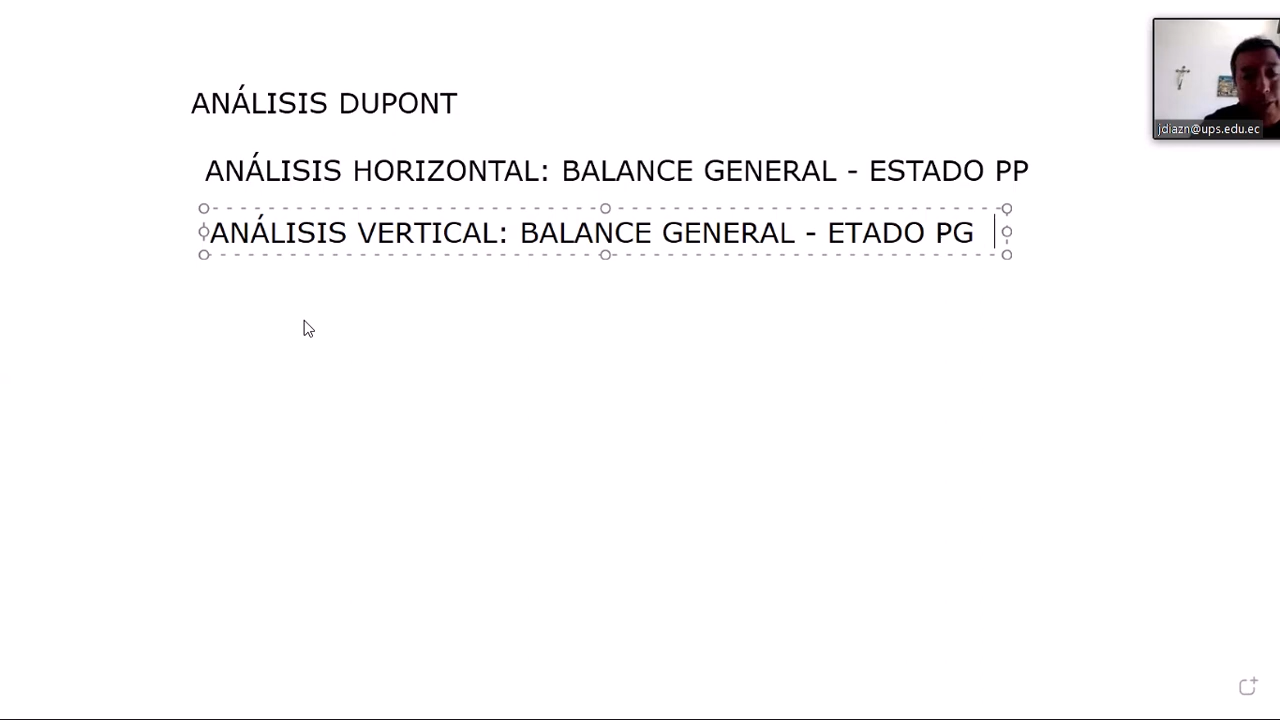 ANÁLISIS DUPONT
ANÁLISIS HORIZONTAL: BALANCE GENERAL - ESTADO PP
ANÁLISIS VERTICAL: BALANCE GENERAL - ETADO PG
jdiazn@ups.edu.ec